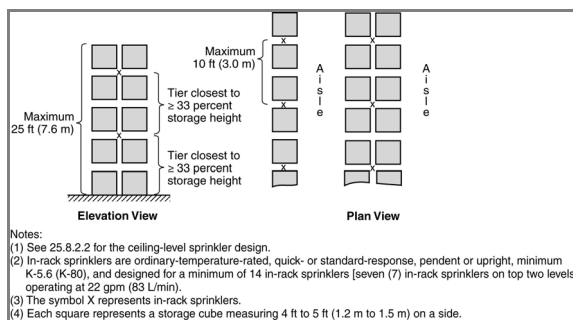 Maximum
10 ft (3.0 m)
x
x
x
x
x
x
Aisle
Aisle
Maximum
25 ft (7.6 m)
x
x
Tier closest to
≥ 33 percent
storage height
Tier closest to
≥ 33 percent
storage height
Elevation View
Plan View
Notes:
(1) See 25.8.2.2 for the ceiling-level sprinkler design.
(2) In-rack sprinklers are ordinary-temperature-rated, quick- or standard-response, pendent or upright, minimum
K-5.6 (K-80), and designed for a minimum of 14 in-rack sprinklers [seven (7) in-rack sprinklers on top two levels
operating at 22 gpm (83 L/min).
(3) The symbol X represents in-rack sprinklers.
(4) Each square represents a storage cube measuring 4 ft to 5 ft (1.2 m to 1.5 m) on a side.